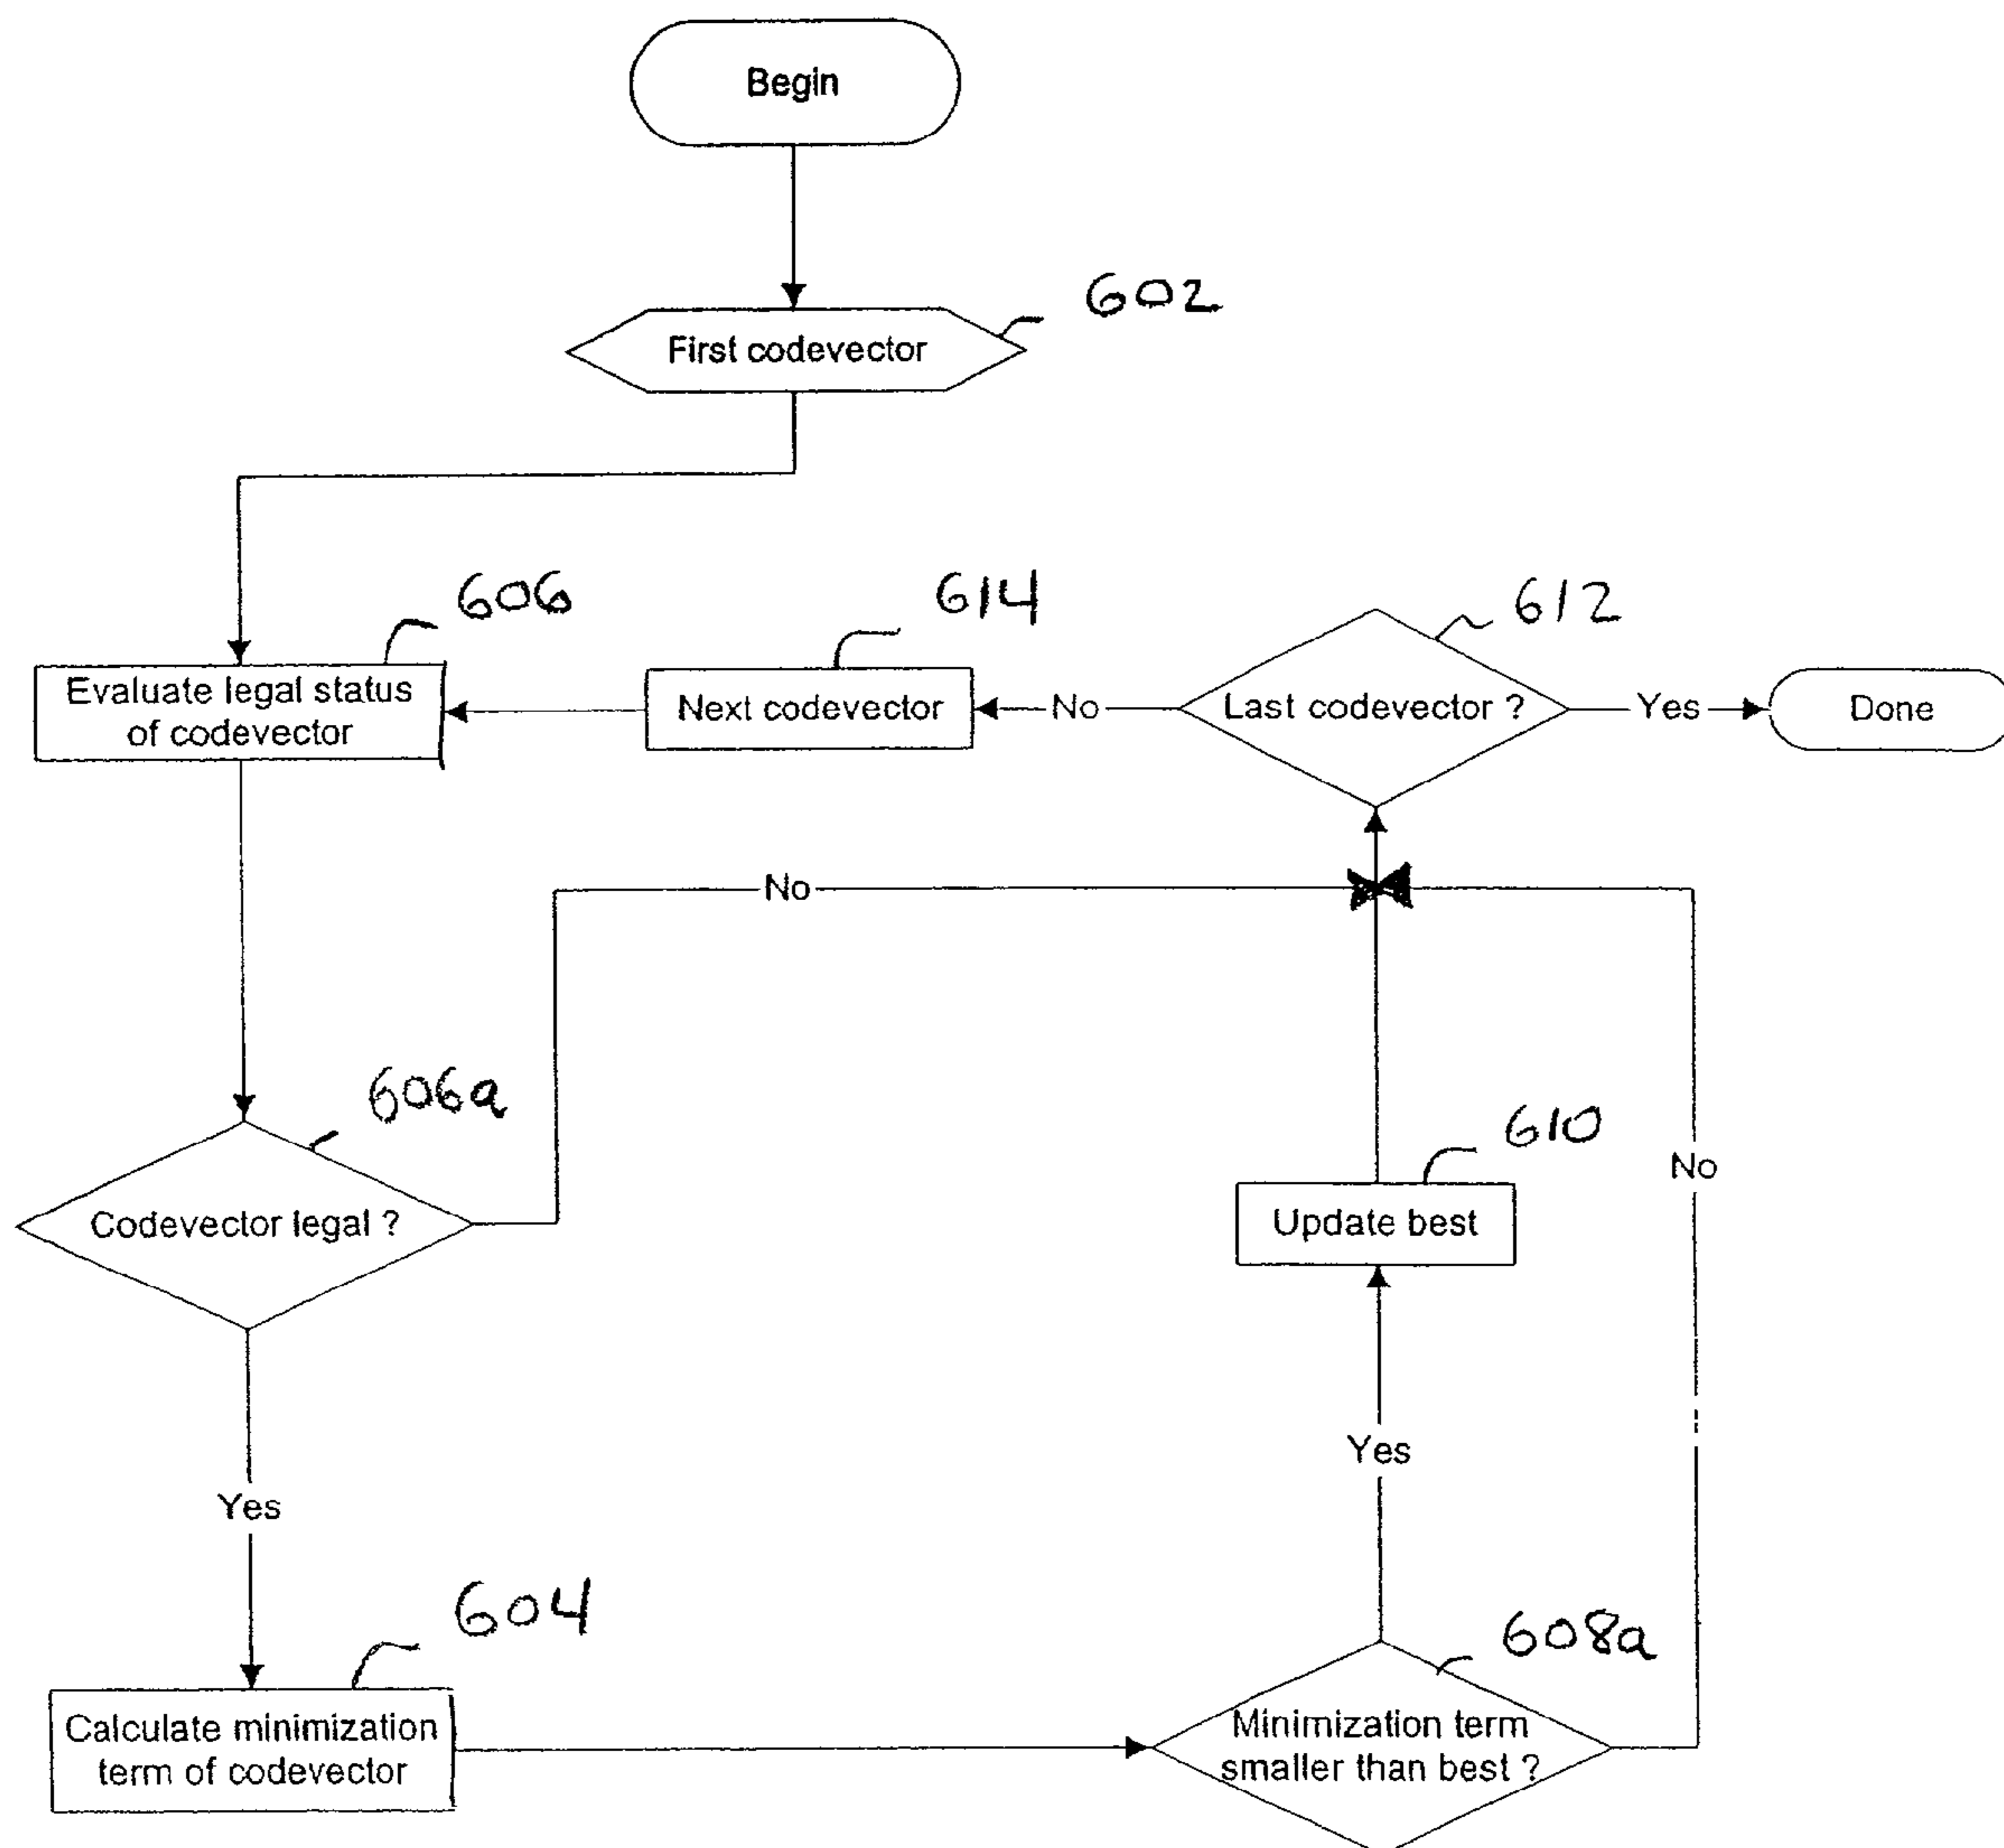 Begin
602
First codevector
606
614
612
Evaluate legal status
of codevector
Next codevector
No
Last codevector ?
Yes
Done
No
606a
Codevector legal ?
610
Update best
No
Yes
Yes
604
608a
Calculate minimization
term of codevector
Minimization term
smaller than best ?